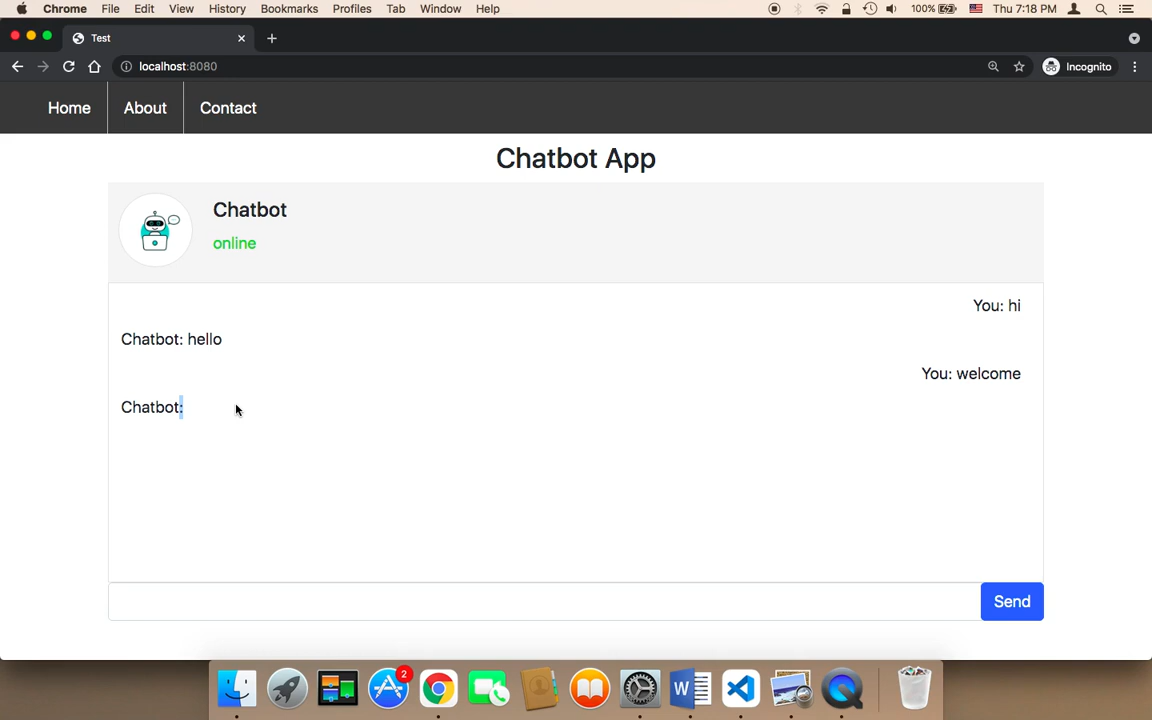 Chrome File Edit View History Bookmarks Profiles Tab Window Help 100% Thu 7:18 PM
Test
localhost:8080 Incognito
Home About Contact
Chatbot App
Chatbot
online
You: hi
Chatbot: hello
You: welcome
Chatbot:
Send
2